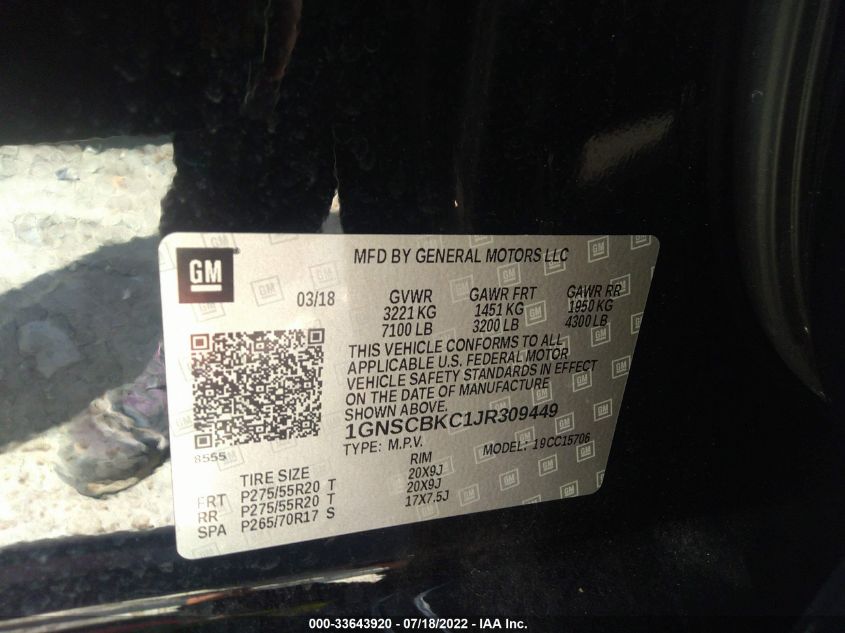 GM
MFD BY GENERAL MOTORS LLC
03/18
GVWR GAWR FRT GAWR RR
3221 KG 1451 KG 1950 KG
7100 LB 3200 LB 4300 LB
THIS VEHICLE CONFORMS TO ALL
APPLICABLE U.S. FEDERAL MOTOR
VEHICLE SAFETY STANDARDS IN EFFECT
ON THE DATE OF MANUFACTURE
SHOWN ABOVE.
1GNSCBKC1JR309449
TYPE: M.P.V. MODEL: 19CC15706
8555
TIRE SIZE RIM
FRT P275/55R20 T 20X9J
RR P275/55R20 T 20X9J
SPA P265/70R17 S 17X7.5J
000-33643920 - 07/18/2022 - IAA Inc.